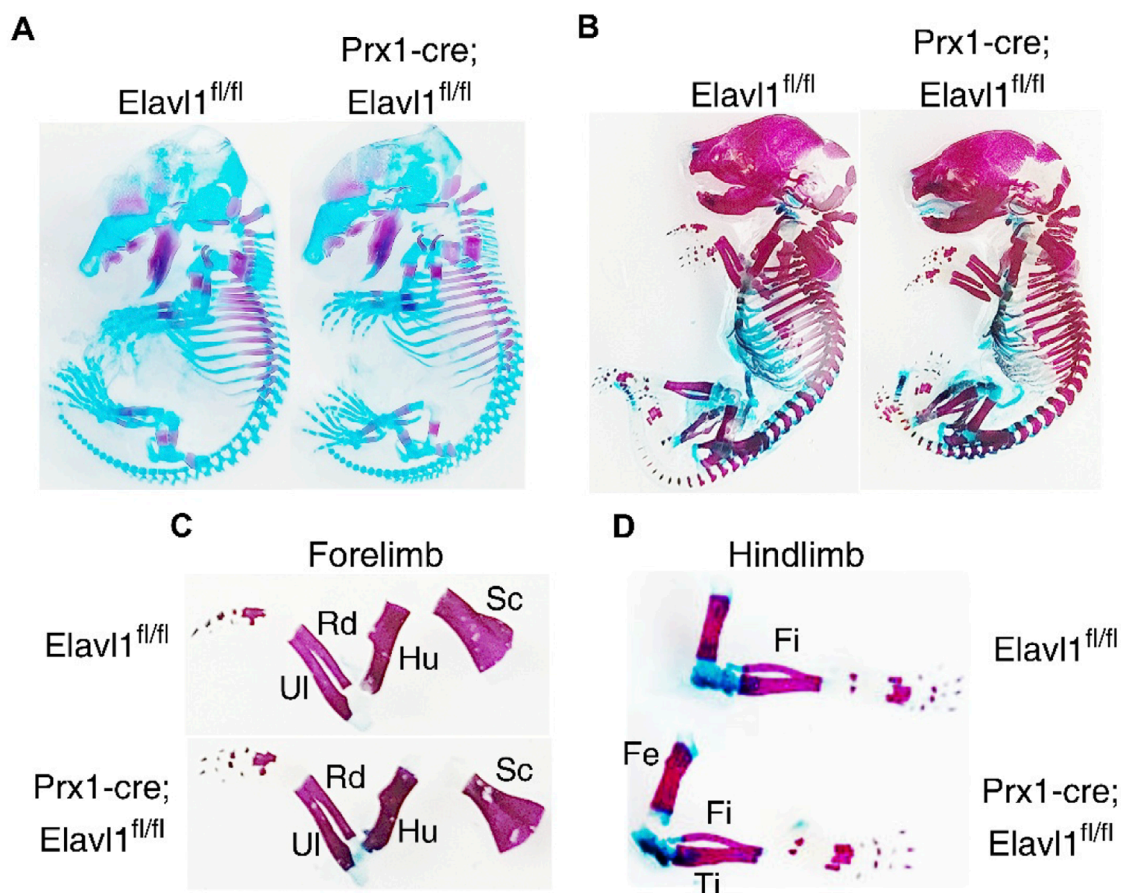 A
Elavl1fl/fl
Prx1-cre;
Elavl1fl/fl
B
Elavl1fl/fl
Prx1-cre;
Elavl1fl/fl
C
Forelimb
Elavl1fl/fl
Rd
Ul
Hu
Sc
Prx1-cre;
Elavl1fl/fl
Rd
Ul
Hu
Sc
D
Hindlimb
Fi
Elavl1fl/fl
Fe
Fi
Ti
Prx1-cre;
Elavl1fl/fl